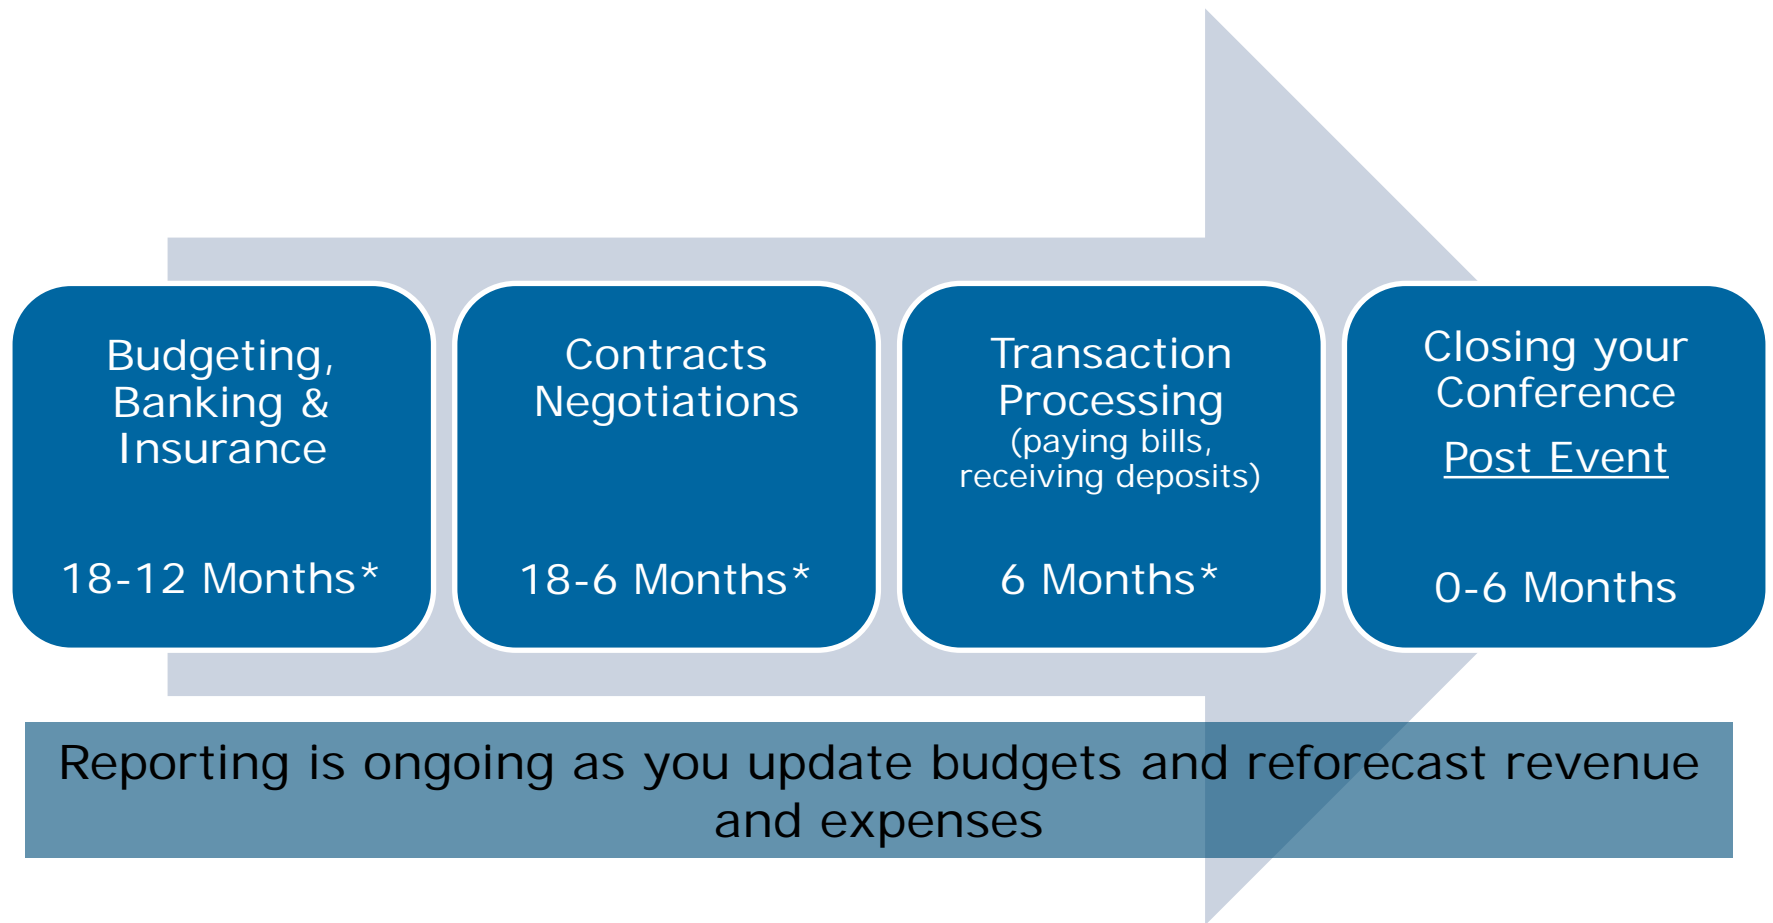 Budgeting,
Banking &
Insurance
18-12 Months*
Contracts
Negotiations
18-6 Months*
Transaction
Processing
(paying bills,
receiving deposits)
6 Months*
Closing your
Conference
Post Event
0-6 Months
Reporting is ongoing as you update budgets and reforecast revenue
and expenses